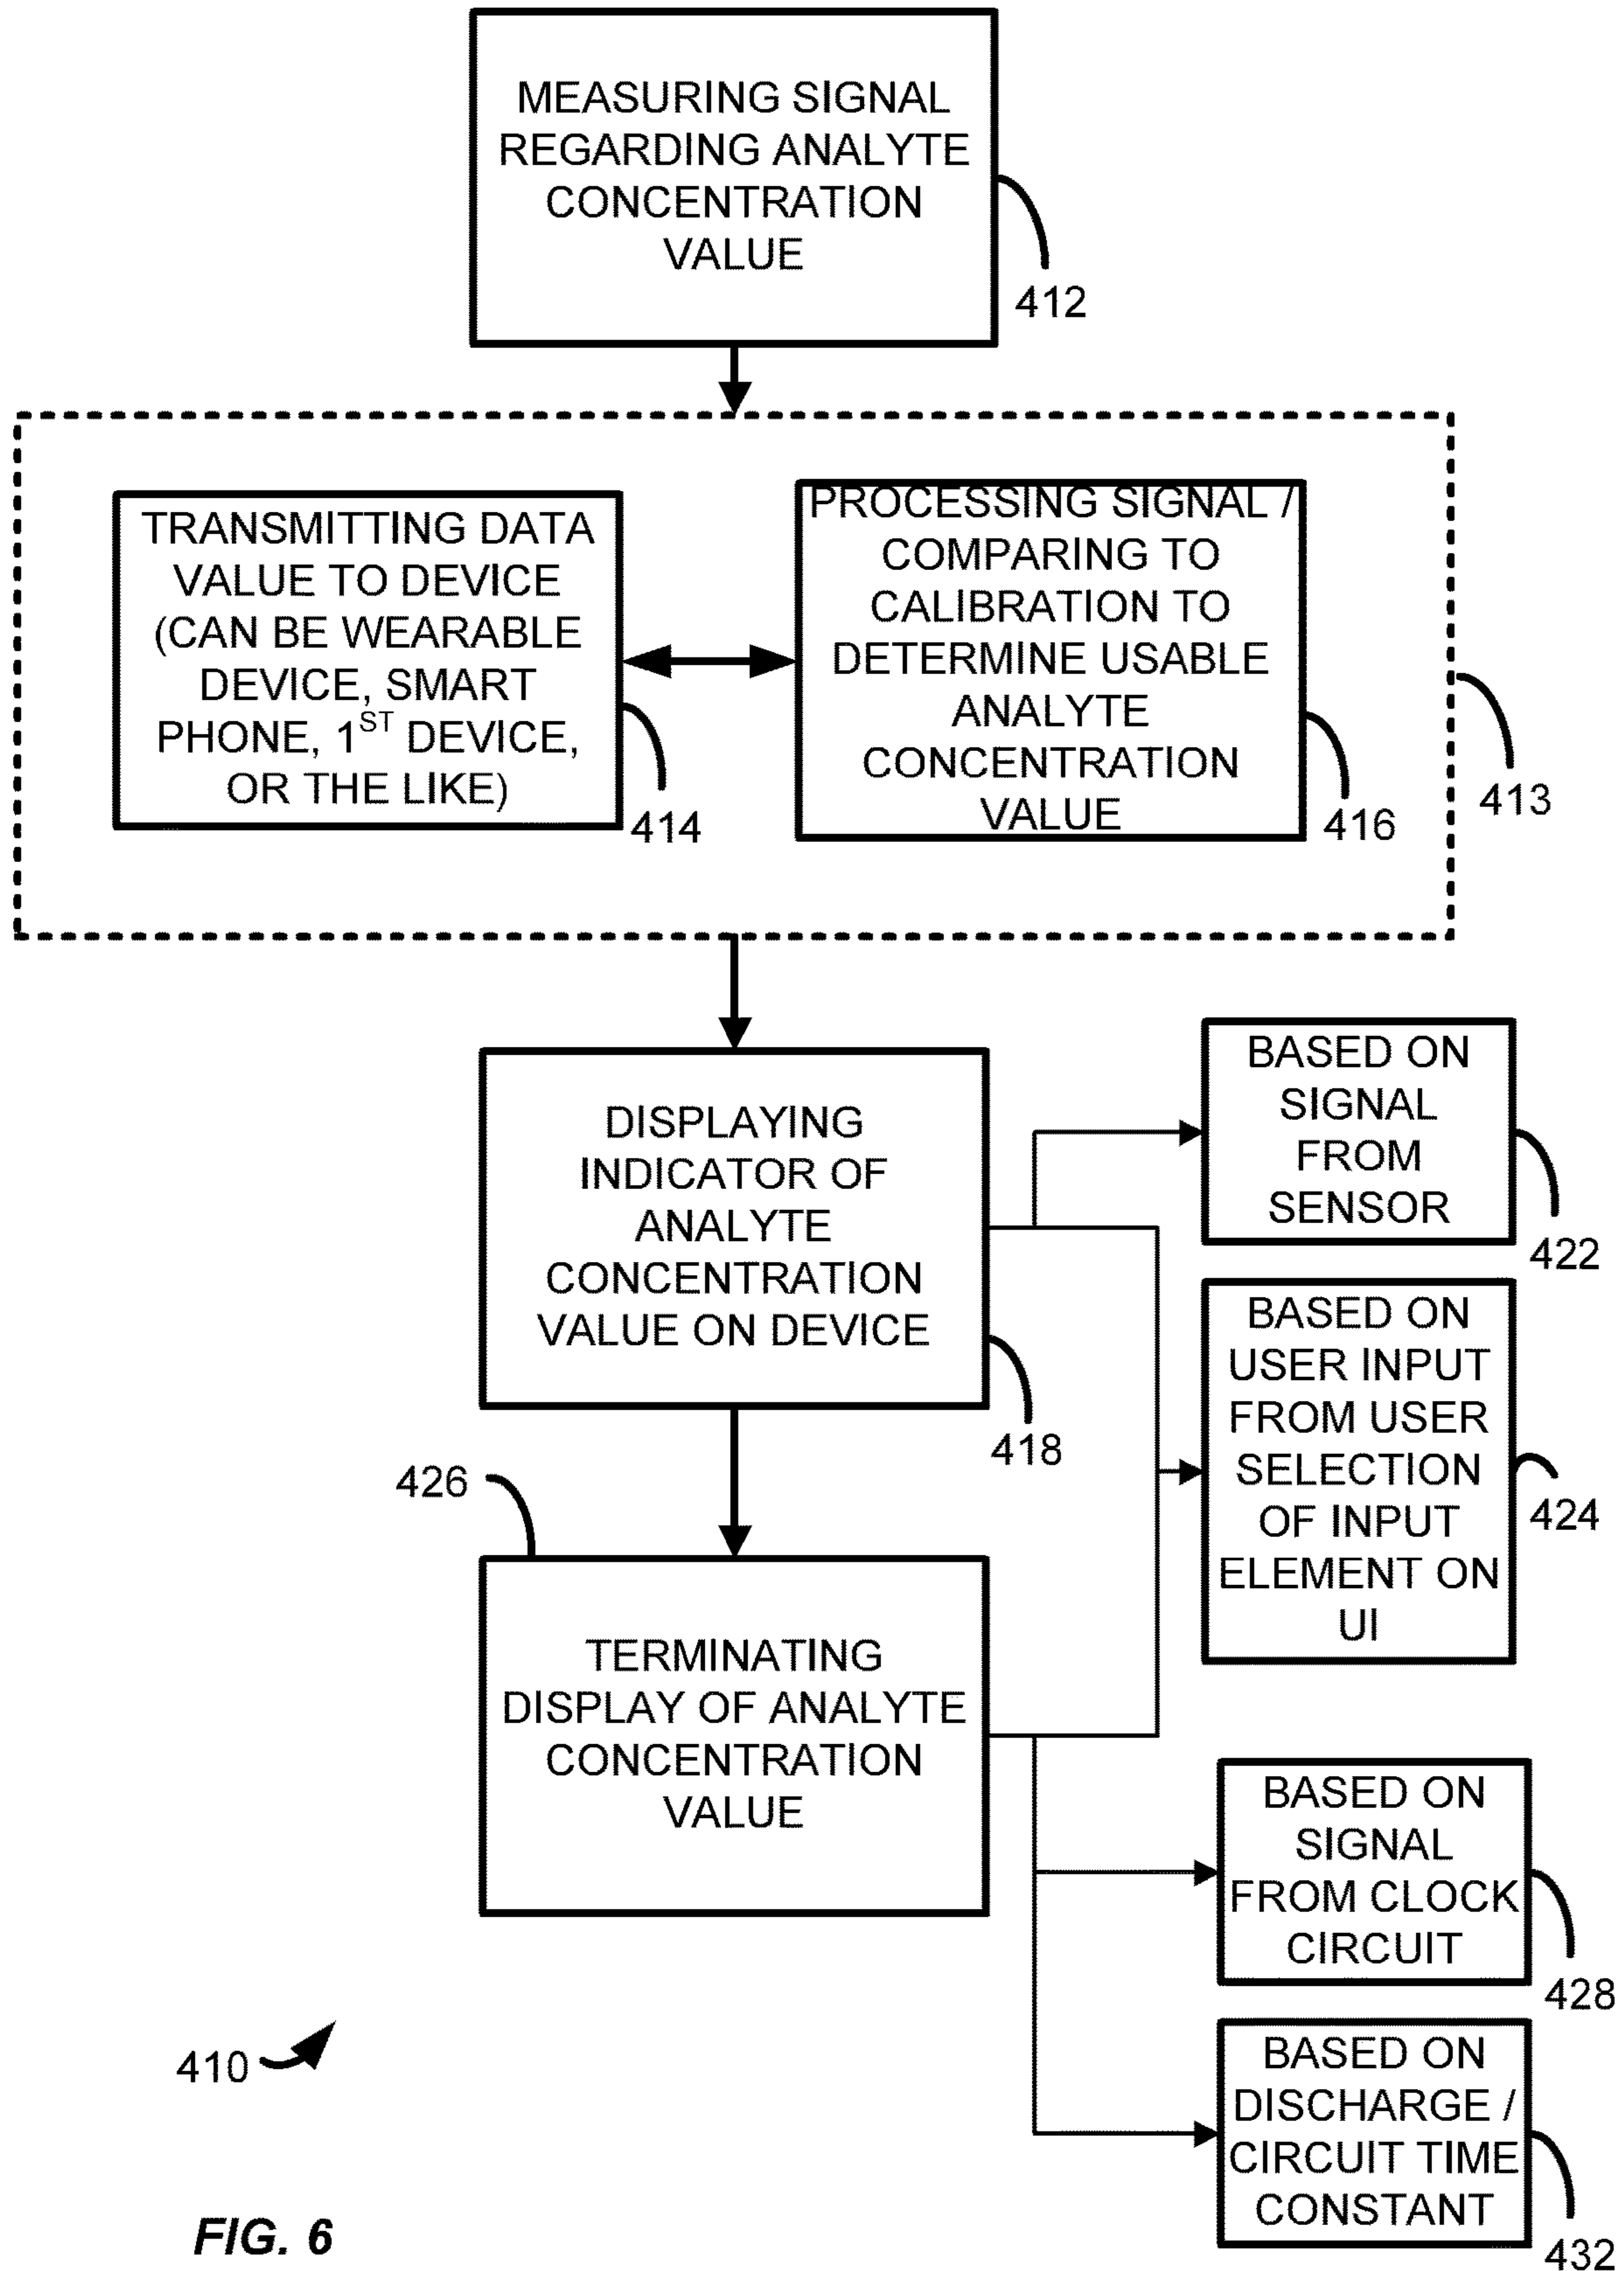 MEASURING SIGNAL
REGARDING ANALYTE
CONCENTRATION
VALUE
412
TRANSMITTING DATA
VALUE TO DEVICE
(CAN BE WEARABLE
DEVICE, SMART
PHONE, 1ST DEVICE,
OR THE LIKE)
414
PROCESSING SIGNAL /
COMPARING TO
CALIBRATION TO
DETERMINE USABLE
ANALYTE
CONCENTRATION
VALUE
416
413
DISPLAYING
INDICATOR OF
ANALYTE
CONCENTRATION
VALUE ON DEVICE
418
BASED ON
SIGNAL
FROM
SENSOR
422
BASED ON
USER INPUT
FROM USER
SELECTION
OF INPUT
ELEMENT ON
UI
424
426
TERMINATING
DISPLAY OF ANALYTE
CONCENTRATION
VALUE
BASED ON
SIGNAL
FROM CLOCK
CIRCUIT
428
BASED ON
DISCHARGE /
CIRCUIT TIME
CONSTANT
432
410
FIG. 6